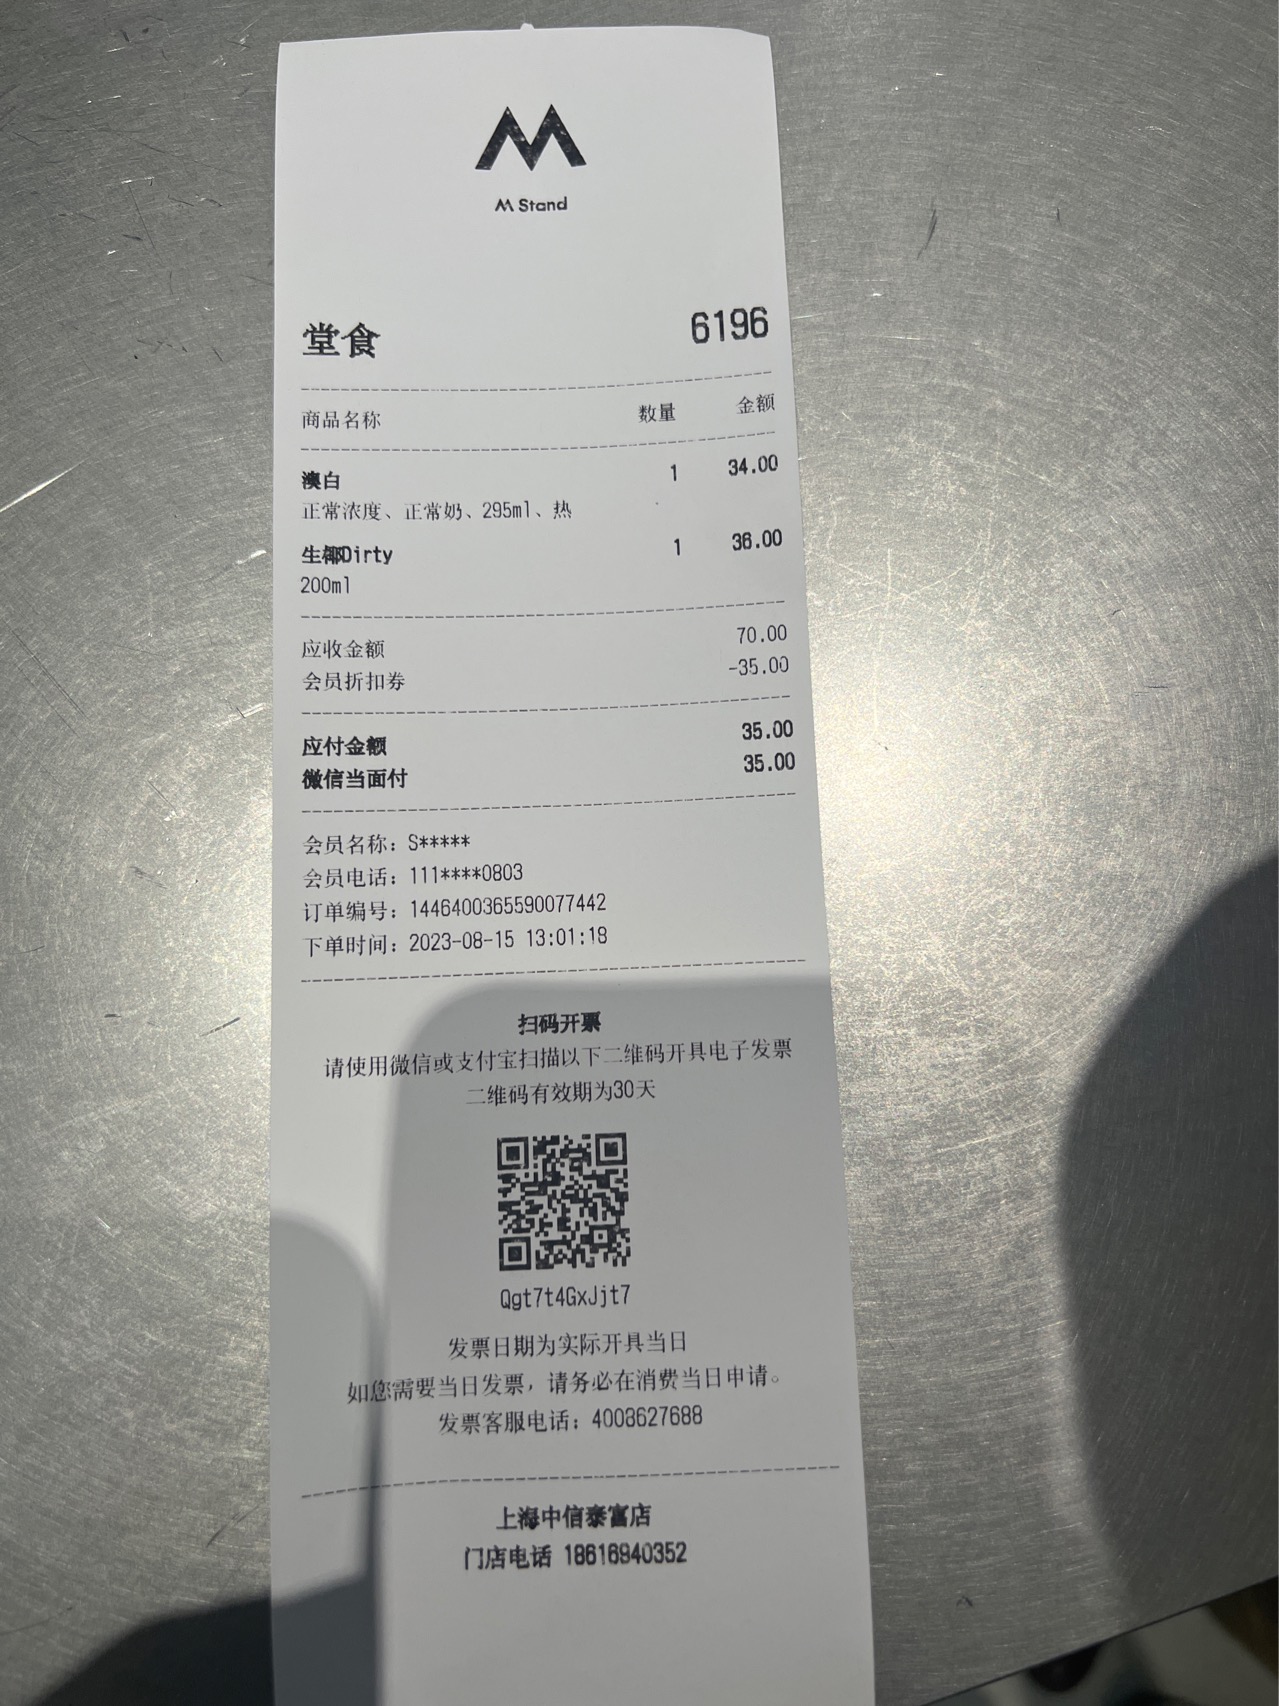 M Stand
堂食 6196
商品名称 数量 金额
澳白 1 34.00
正常浓度、正常奶、295ml、热
生椰Dirty 1 36.00
200ml
应收金额 70.00
会员折扣券 -35.00
应付金额 35.00
微信当面付 35.00
会员名称：S*****
会员电话：111****0803
订单编号：1446400365590077442
下单时间：2023-08-15 13:01:18
扫码开票
请使用微信或支付宝扫描以下二维码开具电子发票
二维码有效期为30天
Qgt7t4GxJjt7
发票日期为实际开具当日
如您需要当日发票，请务必在消费当日申请。
发票客服电话：4008627688
上海中信泰富店
门店电话 18616940352